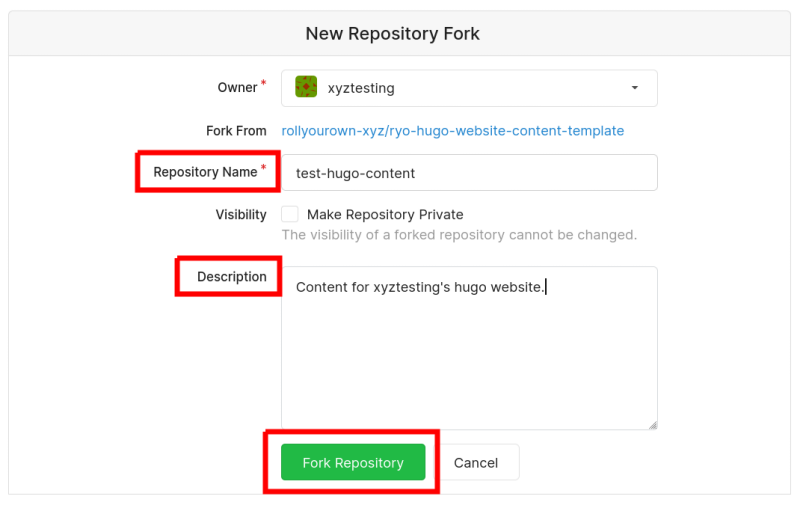 New Repository Fork
Owner *
xyztesting
Fork From
rollyourown-xyz/ryo-hugo-website-content-template
Repository Name *
test-hugo-content
Visibility
Make Repository Private
The visibility of a forked repository cannot be changed.
Description
Content for xyztesting's hugo website.
Fork Repository
Cancel